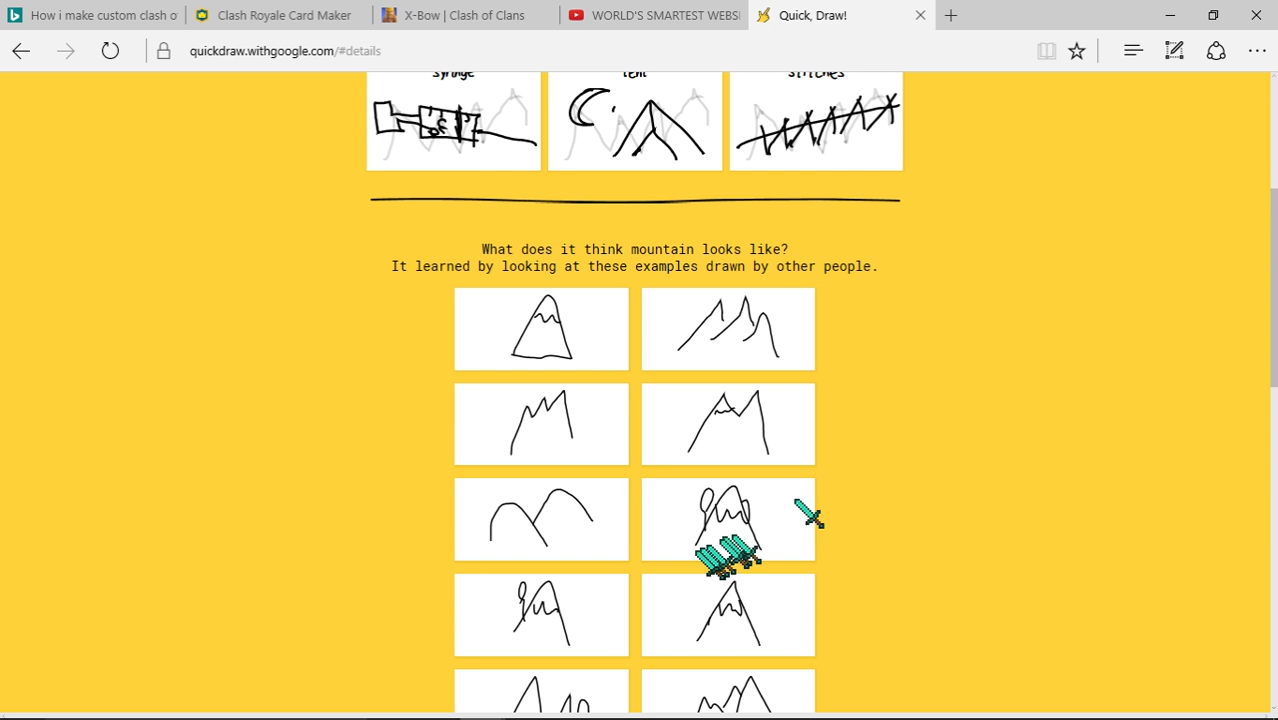 How i make custom clash o
Clash Royale Card Maker
X-Bow | Clash of Clans
WORLD'S SMARTEST WEBSI
Quick, Draw!
quickdraw.withgoogle.com/#details
syringe
tent
stitches
What does it think mountain looks like?
It learned by looking at these examples drawn by other people.